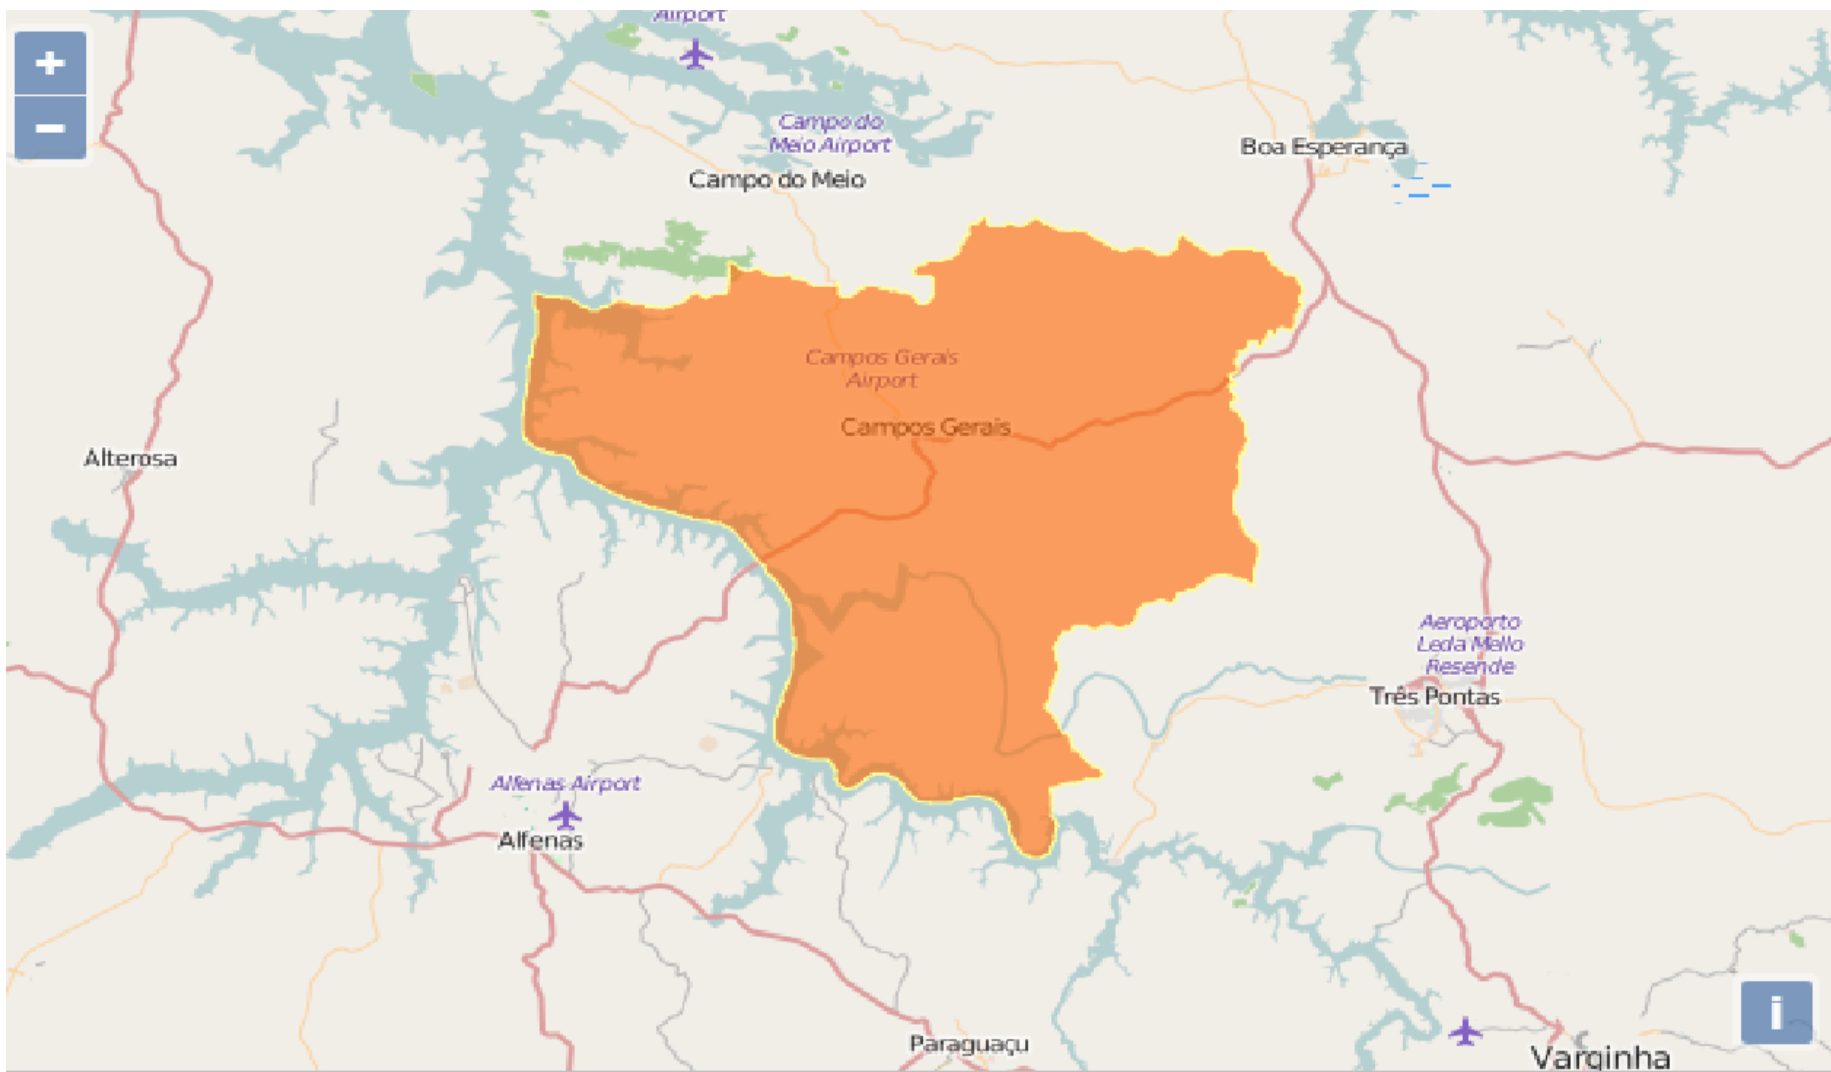 Airport
+
−
Campo do
Meio Airport
Campo do Meio
Boa Esperança
Campos Gerais
Airport
Campos Gerais
Alterosa
Aeroporto
Leda Mello
Resende
Três Pontas
Alfenas Airport
Alfenas
Paraguaçu
i
Varginha